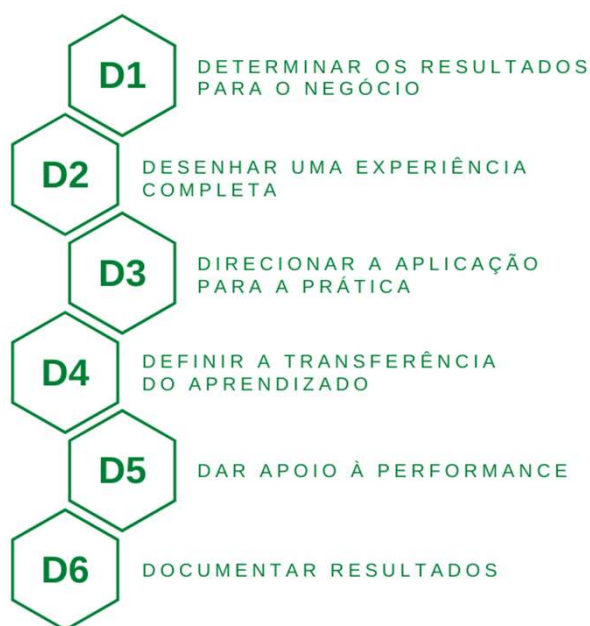 D1
DETERMINAR OS RESULTADOS
PARA O NEGÓCIO
D2
DESENHAR UMA EXPERIÊNCIA
COMPLETA
D3
DIRECIONAR A APLICAÇÃO
PARA A PRÁTICA
D4
DEFINIR A TRANSFERÊNCIA
DO APRENDIZADO
D5
DAR APOIO À PERFORMANCE
D6
DOCUMENTAR RESULTADOS